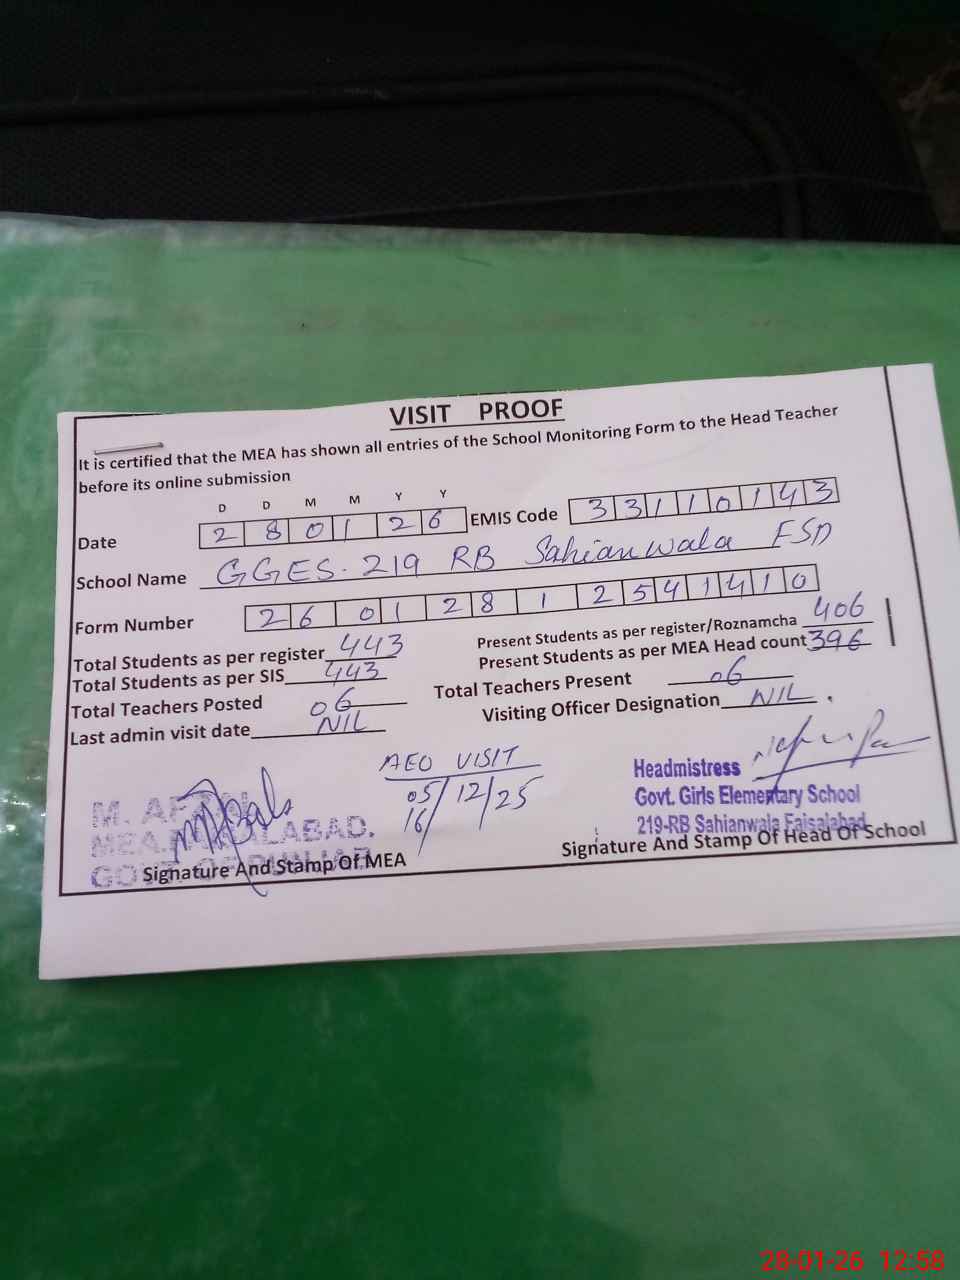 VISIT PROOF
It is certified that the MEA has shown all entries of the School Monitoring Form to the Head Teacher
before its online submission
D D M M Y Y
Date 2 8 0 1 2 6 EMIS Code 3 3 1 1 0 1 4 3
School Name GGES. 219 RB Sahianwala FSD
Form Number 2 6 0 1 2 8 1 2 5 4 1 4 1 0
Total Students as per register 443 Present Students as per register/Roznamcha 406
Total Students as per SIS 443 Present Students as per MEA Head count 396
Total Teachers Posted 06 Total Teachers Present 06
Last admin visit date NIL Visiting Officer Designation NIL .
AEO VISIT
05/12/25
16/
Headmistress
Govt. Girls Elementary School
219-RB Sahianwala Faisalabad
M.
MEA
GOVT. OF PUNJAB
Signature And Stamp Of MEA Signature And Stamp Of Head Of School
28-01-26 12:58